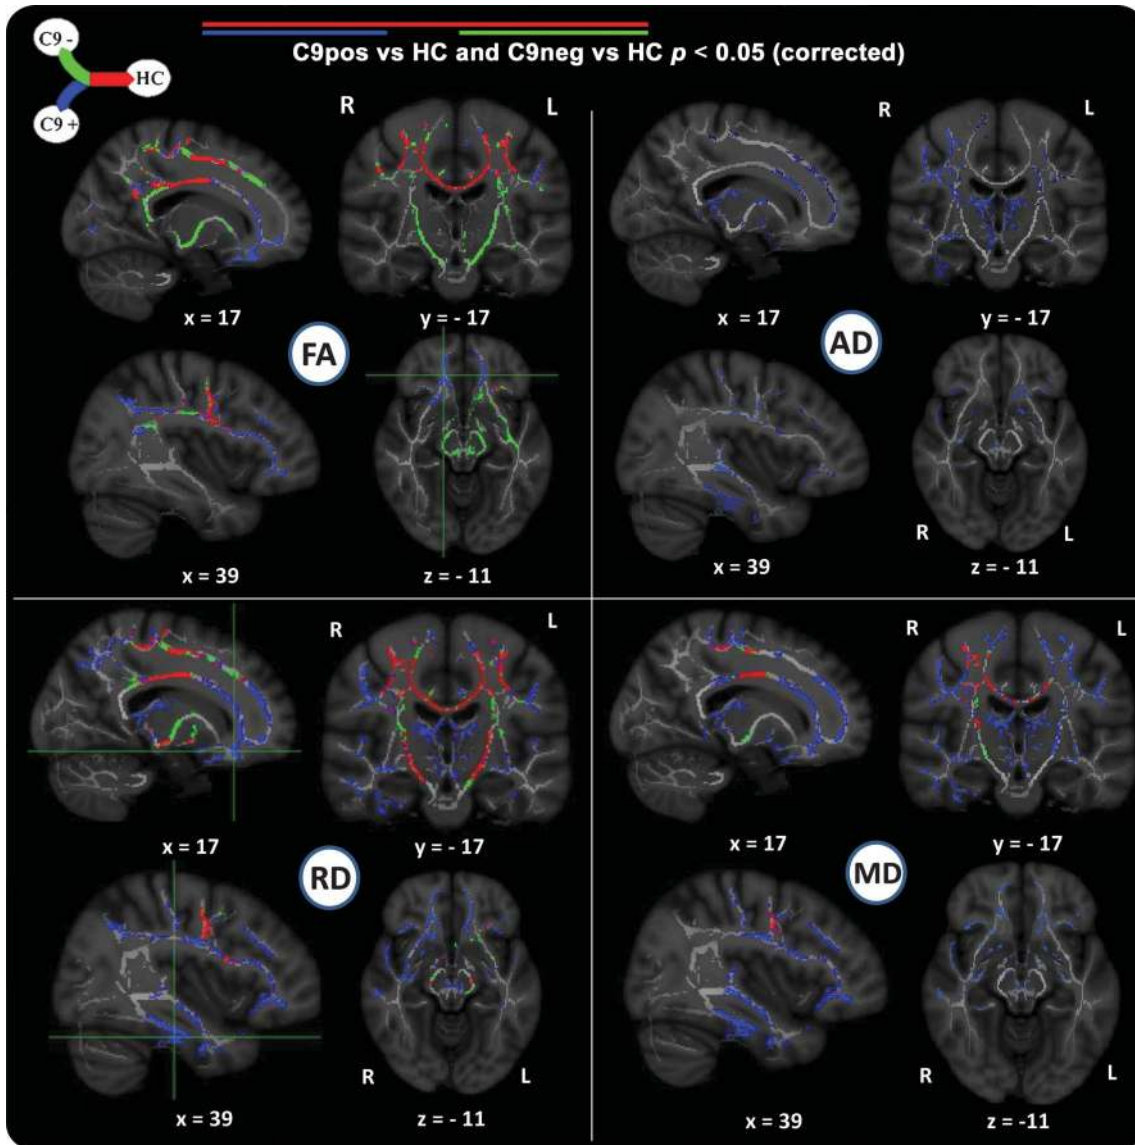 C9 -
HC
C9 +
C9pos vs HC and C9neg vs HC p < 0.05 (corrected)
R
L
x = 17
y = - 17
FA
x = 39
z = - 11
R
L
x = 17
y = - 17
AD
R
L
x = 39
z = - 11
R
L
x = 17
y = - 17
RD
R
L
x = 39
z = - 11
R
L
x = 17
y = - 17
MD
R
L
x = 39
z = -11